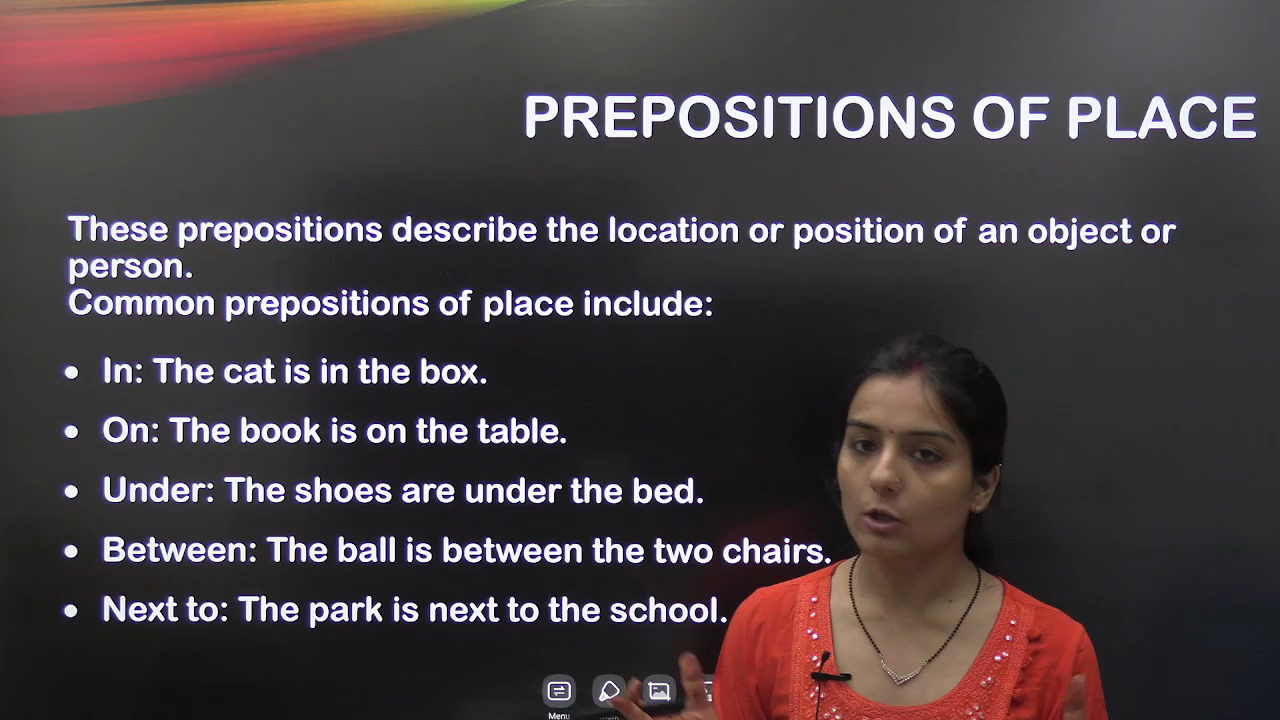 PREPOSITIONS OF PLACE
These prepositions describe the location or position of an object or
person.
Common prepositions of place include:
• In: The cat is in the box.
• On: The book is on the table.
• Under: The shoes are under the bed.
• Between: The ball is between the two chairs.
• Next to: The park is next to the school.
Menu